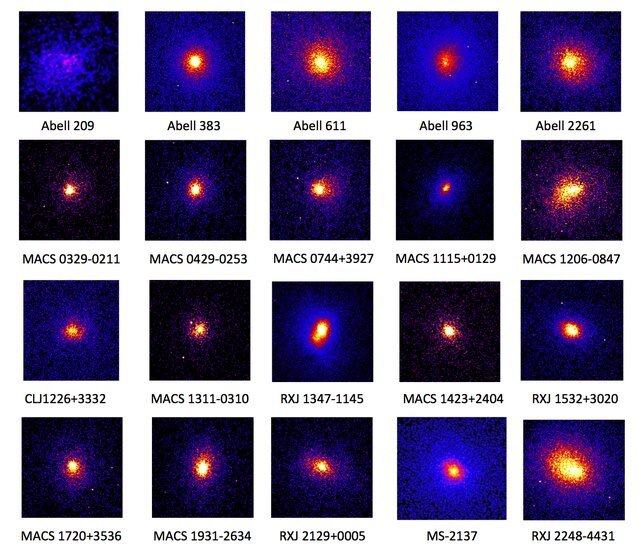 Abell 209 Abell 383 Abell 611 Abell 963 Abell 2261
MACS 0329-0211 MACS 0429-0253 MACS 0744+3927 MACS 1115+0129 MACS 1206-0847
CLJ1226+3332 MACS 1311-0310 RXJ 1347-1145 MACS 1423+2404 RXJ 1532+3020
MACS 1720+3536 MACS 1931-2634 RXJ 2129+0005 MS-2137 RXJ 2248-4431